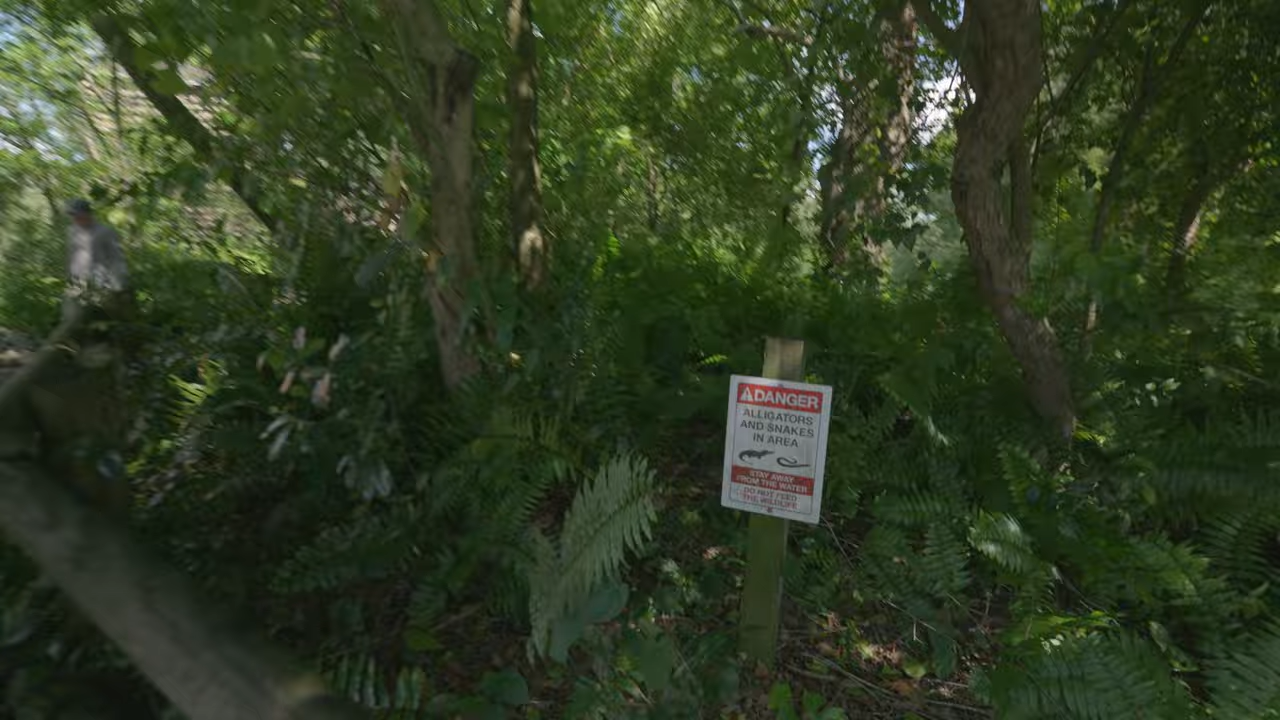 DANGER
ALLIGATORS
AND SNAKES
IN AREA
STAY AWAY
FROM THE WATER
DO NOT FEED
THE WILDLIFE